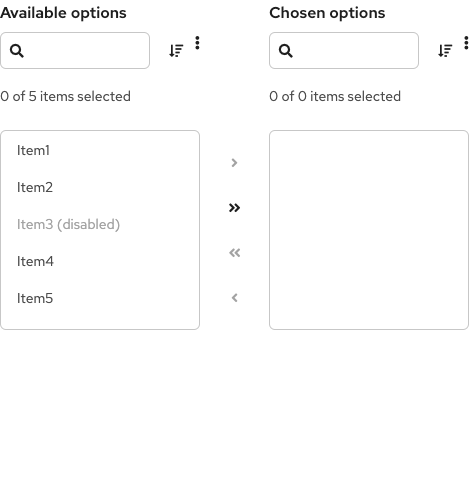 Available options
Chosen options
0 of 5 items selected
0 of 0 items selected
Item1
Item2
Item3 (disabled)
Item4
Item5